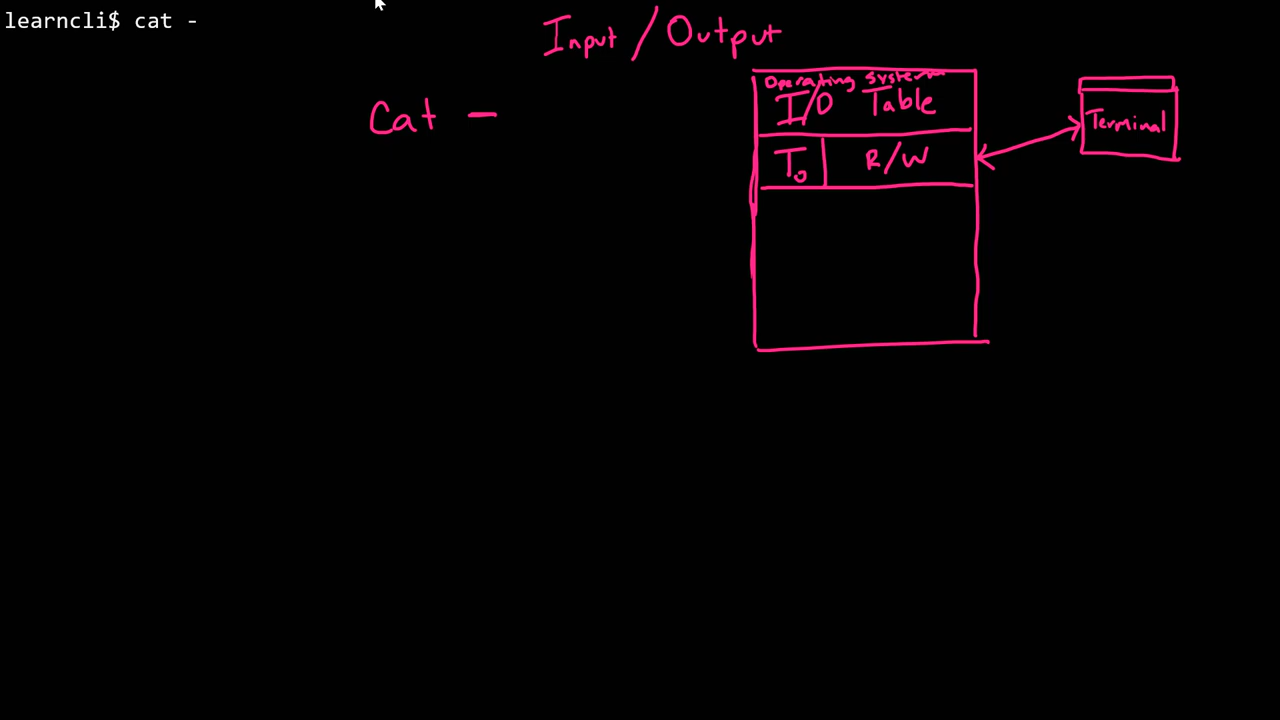 learncli$ cat -
Input / Output
Cat -
Operating System
I/O Table
T0 R/W
Terminal